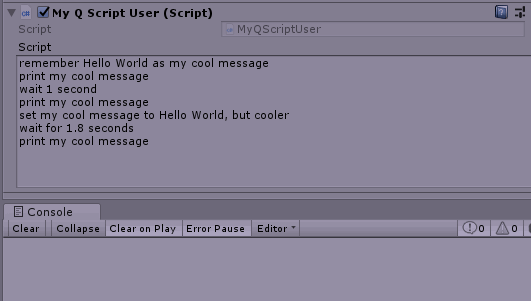 My Q Script User (Script)
Script
MyQScriptUser
Script
remember Hello World as my cool message
print my cool message
wait 1 second
print my cool message
set my cool message to Hello World, but cooler
wait for 1.8 seconds
print my cool message
Console
Clear Collapse Clear on Play Error Pause Editor 0 0